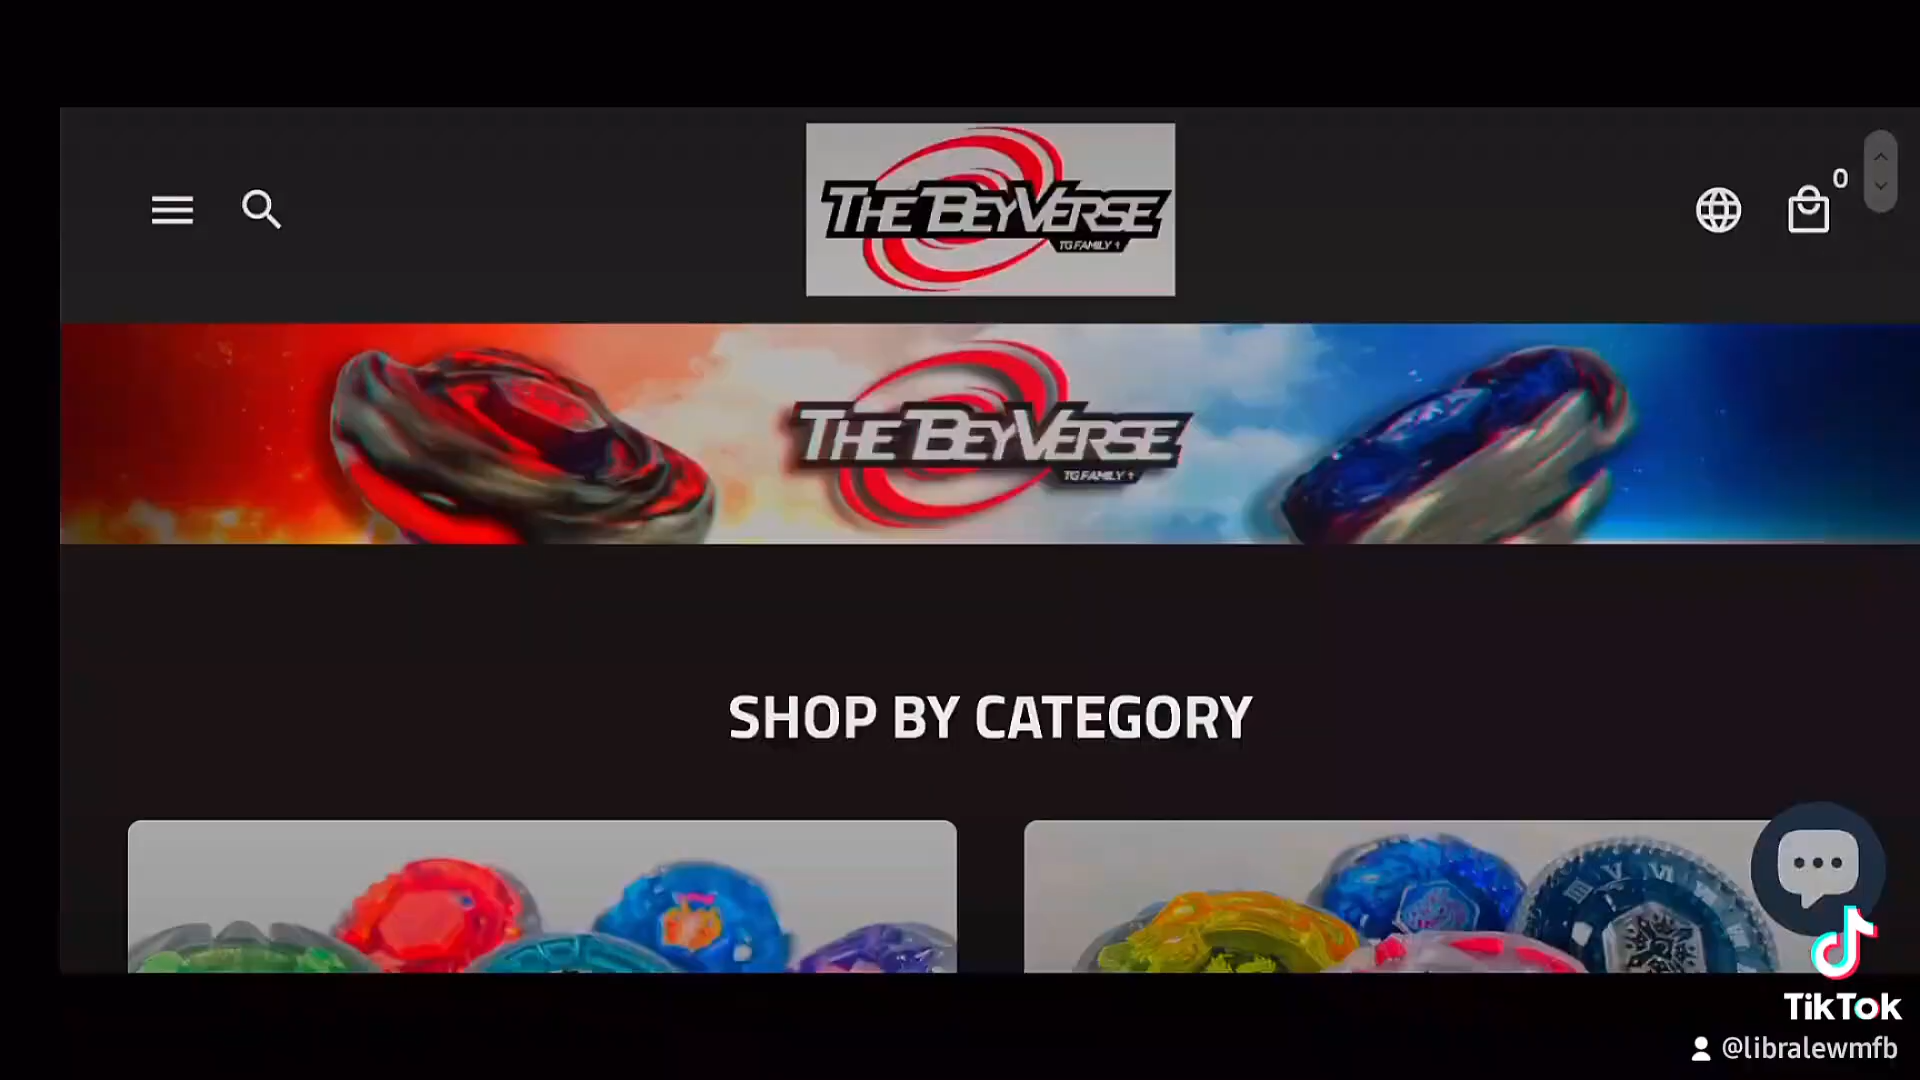 THE BEYVERSE
TG FAMILY +
0
THE BEYVERSE
TG FAMILY +
SHOP BY CATEGORY
TikTok
@libralewmfb